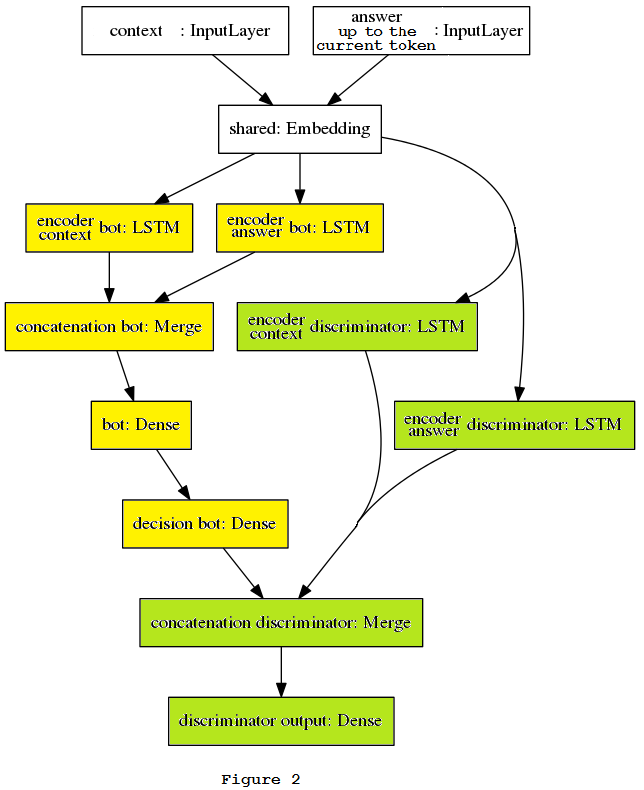 context : InputLayer
answer
up to the : InputLayer
current token
shared: Embedding
encoder
context bot: LSTM
encoder
answer bot: LSTM
concatenation bot: Merge
encoder
context discriminator: LSTM
bot: Dense
encoder
answer discriminator: LSTM
decision bot: Dense
concatenation discriminator: Merge
discriminator output: Dense
Figure 2